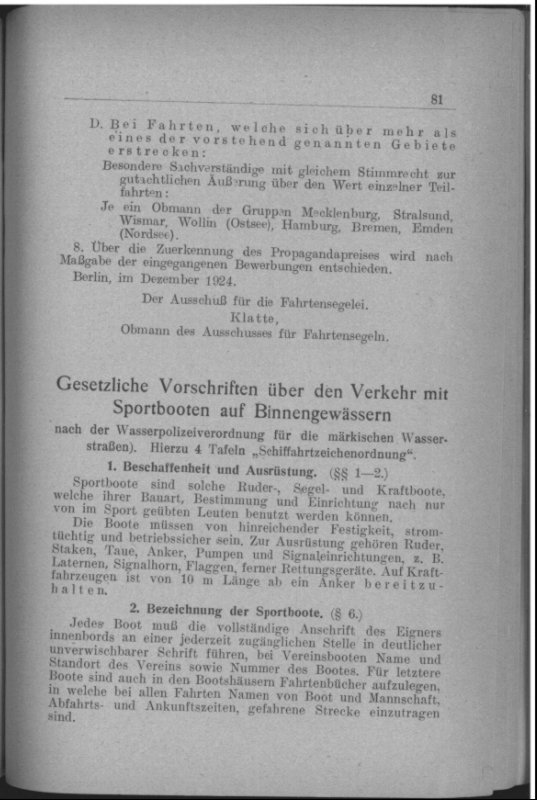 81
D. Bei Fahrten, welche sich über mehr als
eines der vorstehend genannten Gebiete
erstrecken:
Besondere Sachverständige mit gleichem Stimmrecht zur
gutachtlichen Äußerung über den Wert einzelner Teil-
fahrten:
Je ein Obmann der Gruppen Mecklenburg, Stralsund,
Wismar, Wollin (Ostsee), Hamburg, Bremen, Emden
(Nordsee).
8. Über die Zuerkennung des Propagandapreises wird nach
Maßgabe der eingegangenen Bewerbungen entschieden.
Berlin, im Dezember 1924.
Der Ausschuß für die Fahrtensegelei.
Klatte,
Obmann des Ausschusses für Fahrtensegeln.
Gesetzliche Vorschriften über den Verkehr mit
Sportbooten auf Binnengewässern
nach der Wasserpolizeiverordnung für die märkischen Wasser-
straßen). Hierzu 4 Tafeln „Schiffahrtzeichenordnung“.
1. Beschaffenheit und Ausrüstung. (§§ 1—2.)
Sportboote sind solche Ruder-, Segel- und Kraftboote,
welche ihrer Bauart, Bestimmung und Einrichtung nach nur
von im Sport geübten Leuten benutzt werden können.
Die Boote müssen von hinreichender Festigkeit, strom-
tüchtig und betriebssicher sein. Zur Ausrüstung gehören Ruder,
Staken, Taue, Anker, Pumpen und Signaleinrichtungen, z. B.
Laternen, Signalhorn, Flaggen, ferner Rettungsgeräte. Auf Kraft-
fahrzeugen ist von 10 m Länge ab ein Anker bereitzu-
halten.
2. Bezeichnung der Sportboote. (§ 6.)
Jedes Boot muß die vollständige Anschrift des Eigners
innenbords an einer jederzeit zugänglichen Stelle in deutlicher
unverwischbarer Schrift führen, bei Vereinsbooten Name und
Standort des Vereins sowie Nummer des Bootes. Für letztere
Boote sind auch in den Bootshäusern Fahrtenbücher aufzulegen,
in welche bei allen Fahrten Namen von Boot und Mannschaft,
Abfahrts- und Ankunftszeiten, gefahrene Strecke einzutragen
sind.